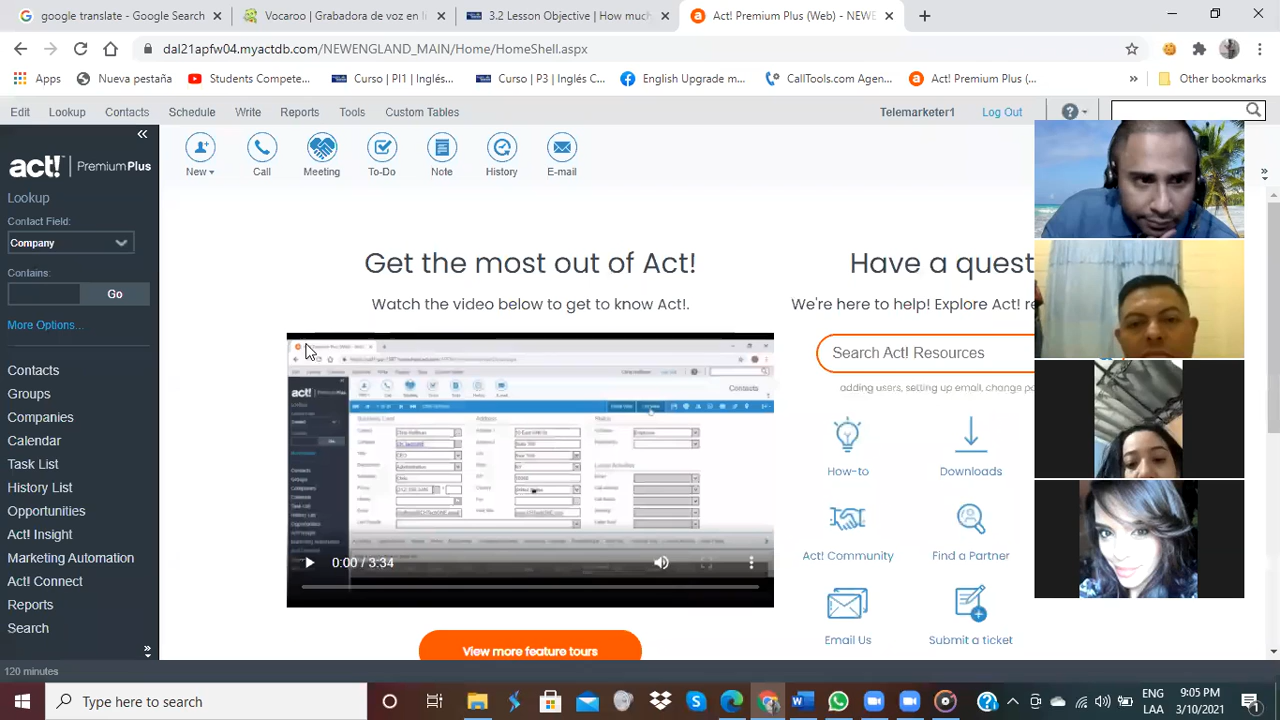 google translate - Google Search
Vocaroo | Grabadora de voz en lí
3.2 Lesson Objective | How much
Act! Premium Plus (Web) - NEWE
dal21apfw04.myactdb.com/NEWENGLAND_MAIN/Home/HomeShell.aspx
Apps
Nueva pestaña
Students Compete...
Curso | PI1 | Inglés...
Curso | P3 | Inglés C...
English Upgrade m...
CallTools.com Agen...
Act! Premium Plus (...
»
Other bookmarks
Edit Lookup Contacts Schedule Write Reports Tools Custom Tables
Telemarketer1 Log Out
act! PremiumPlus
Lookup
Contact Field:
Company
Contains:
Go
More Options...
Contacts
Groups
Companies
Calendar
Task List
History List
Opportunities
Act! Insight
Marketing Automation
Act! Connect
Reports
Search
New Call Meeting To-Do Note History E-mail
Get the most out of Act!
Watch the video below to get to know Act!.
act!
Contacts
0:00 / 3:34
View more feature tours
Have a quest
We're here to help! Explore Act! re
Search Act! Resources
adding users, setting up email, change pa
How-to Downloads
Act! Community Find a Partner
Email Us Submit a ticket
120 minutes
Type here to search
ENG
LAA
9:05 PM
3/10/2021